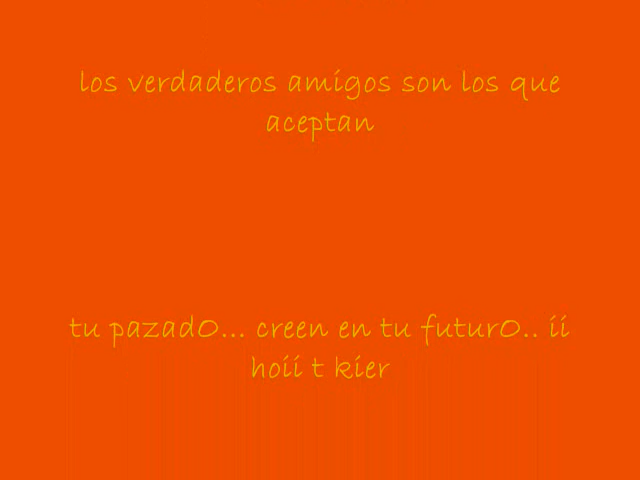 los verdaderos amigos son los que
aceptan
tu pazadO... creen en tu futurO.. ii
hoii t kier